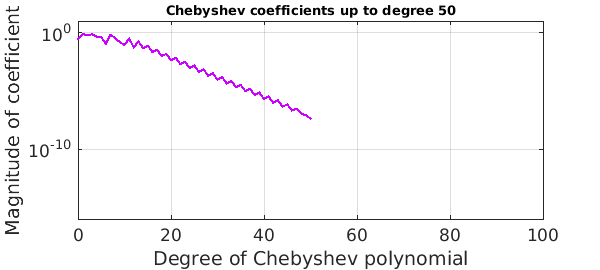 Chebyshev coefficients up to degree 50
Magnitude of coefficient
10^0
10^-10
0 20 40 60 80 100
Degree of Chebyshev polynomial